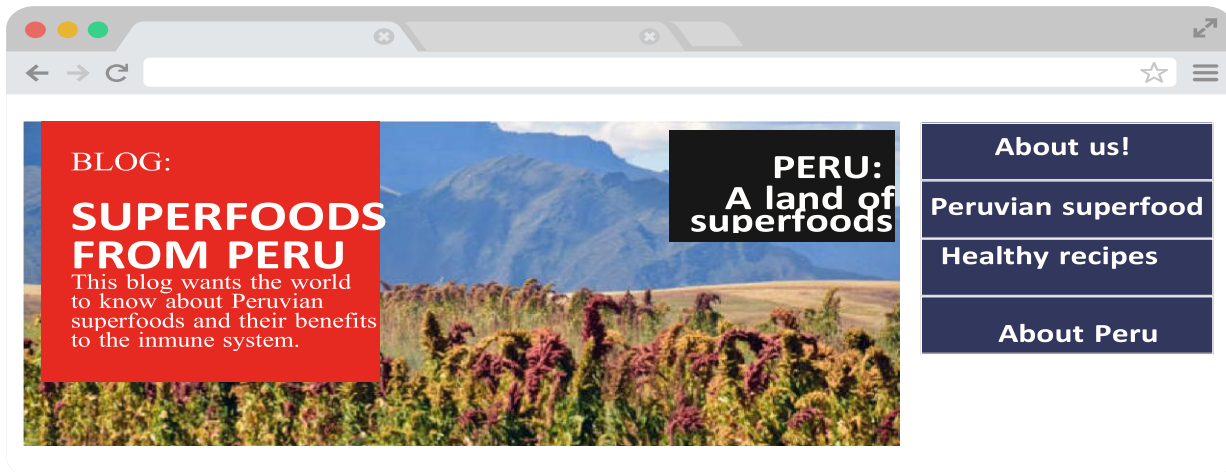 BLOG:
SUPERFOODS
FROM PERU
This blog wants the world
to know about Peruvian
superfoods and their benefits
to the inmune system.
PERU:
A land of
superfoods
About us!
Peruvian superfood
Healthy recipes
About Peru